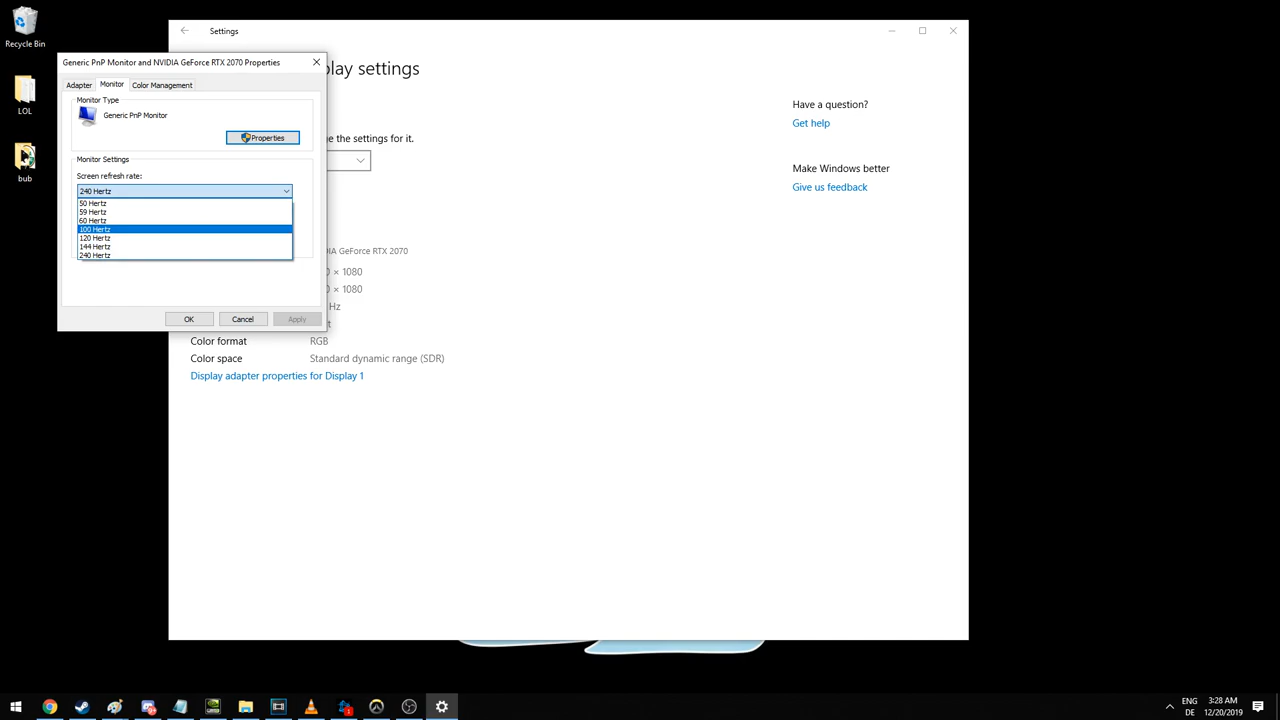 Recycle Bin
LOL
bub
Settings
play settings
e the settings for it.
IA GeForce RTX 2070
0 × 1080
0 × 1080
Hz
t
Color format
RGB
Color space
Standard dynamic range (SDR)
Display adapter properties for Display 1
Have a question?
Get help
Make Windows better
Give us feedback
Generic PnP Monitor and NVIDIA GeForce RTX 2070 Properties
Adapter
Monitor
Color Management
Monitor Type
Generic PnP Monitor
Properties
Monitor Settings
Screen refresh rate:
240 Hertz
50 Hertz
59 Hertz
60 Hertz
100 Hertz
120 Hertz
144 Hertz
240 Hertz
OK
Cancel
Apply
ENG
DE
3:28 AM
12/20/2019